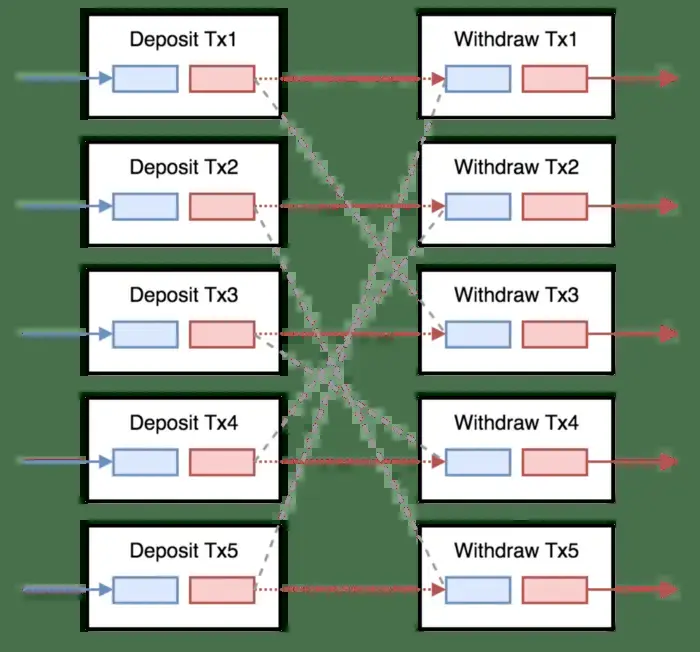 Deposit Tx1
Withdraw Tx1
Deposit Tx2
Withdraw Tx2
Deposit Tx3
Withdraw Tx3
Deposit Tx4
Withdraw Tx4
Deposit Tx5
Withdraw Tx5